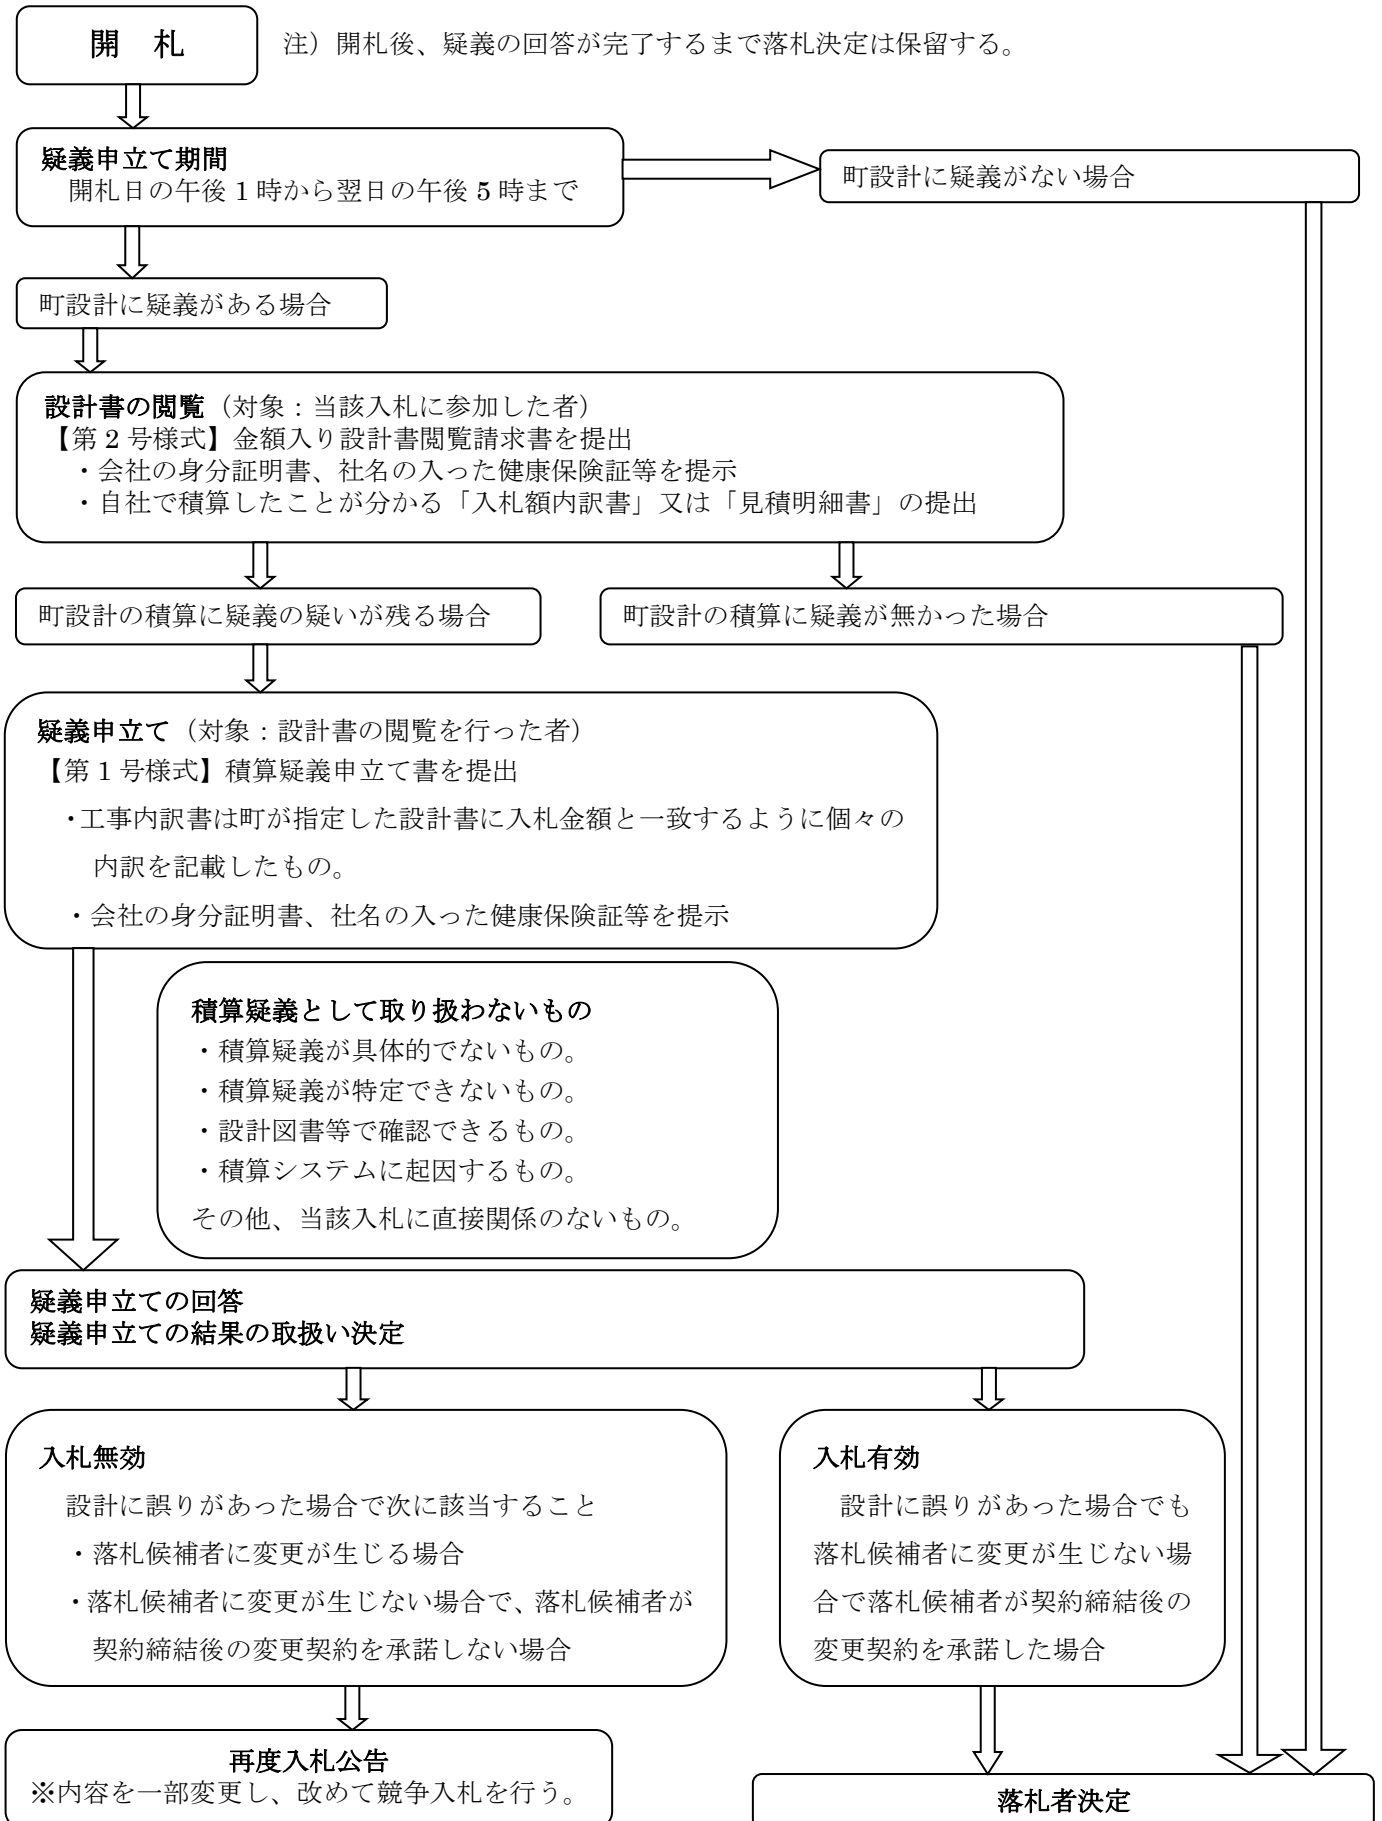 開　札
注）開札後、疑義の回答が完了するまで落札決定は保留する。
疑義申立て期間
開札日の午後 1 時から翌日の午後 5 時まで
町設計に疑義がない場合
町設計に疑義がある場合
設計書の閲覧（対象：当該入札に参加した者）
【第 2 号様式】金額入り設計書閲覧請求書を提出
・会社の身分証明書、社名の入った健康保険証等を提示
・自社で積算したことが分かる「入札額内訳書」又は「見積明細書」の提出
町設計の積算に疑義の疑いが残る場合
町設計の積算に疑義が無かった場合
疑義申立て（対象：設計書の閲覧を行った者）
【第 1 号様式】積算疑義申立て書を提出
・工事内訳書は町が指定した設計書に入札金額と一致するように個々の
内訳を記載したもの。
・会社の身分証明書、社名の入った健康保険証等を提示
積算疑義として取り扱わないもの
・積算疑義が具体的でないもの。
・積算疑義が特定できないもの。
・設計図書等で確認できるもの。
・積算システムに起因するもの。
その他、当該入札に直接関係のないもの。
疑義申立ての回答
疑義申立ての結果の取扱い決定
入札無効
設計に誤りがあった場合で次に該当すること
・落札候補者に変更が生じる場合
・落札候補者に変更が生じない場合で、落札候補者が
契約締結後の変更契約を承諾しない場合
入札有効
設計に誤りがあった場合でも
落札候補者に変更が生じない場
合で落札候補者が契約締結後の
変更契約を承諾した場合
再度入札公告
※内容を一部変更し、改めて競争入札を行う。
落札者決定